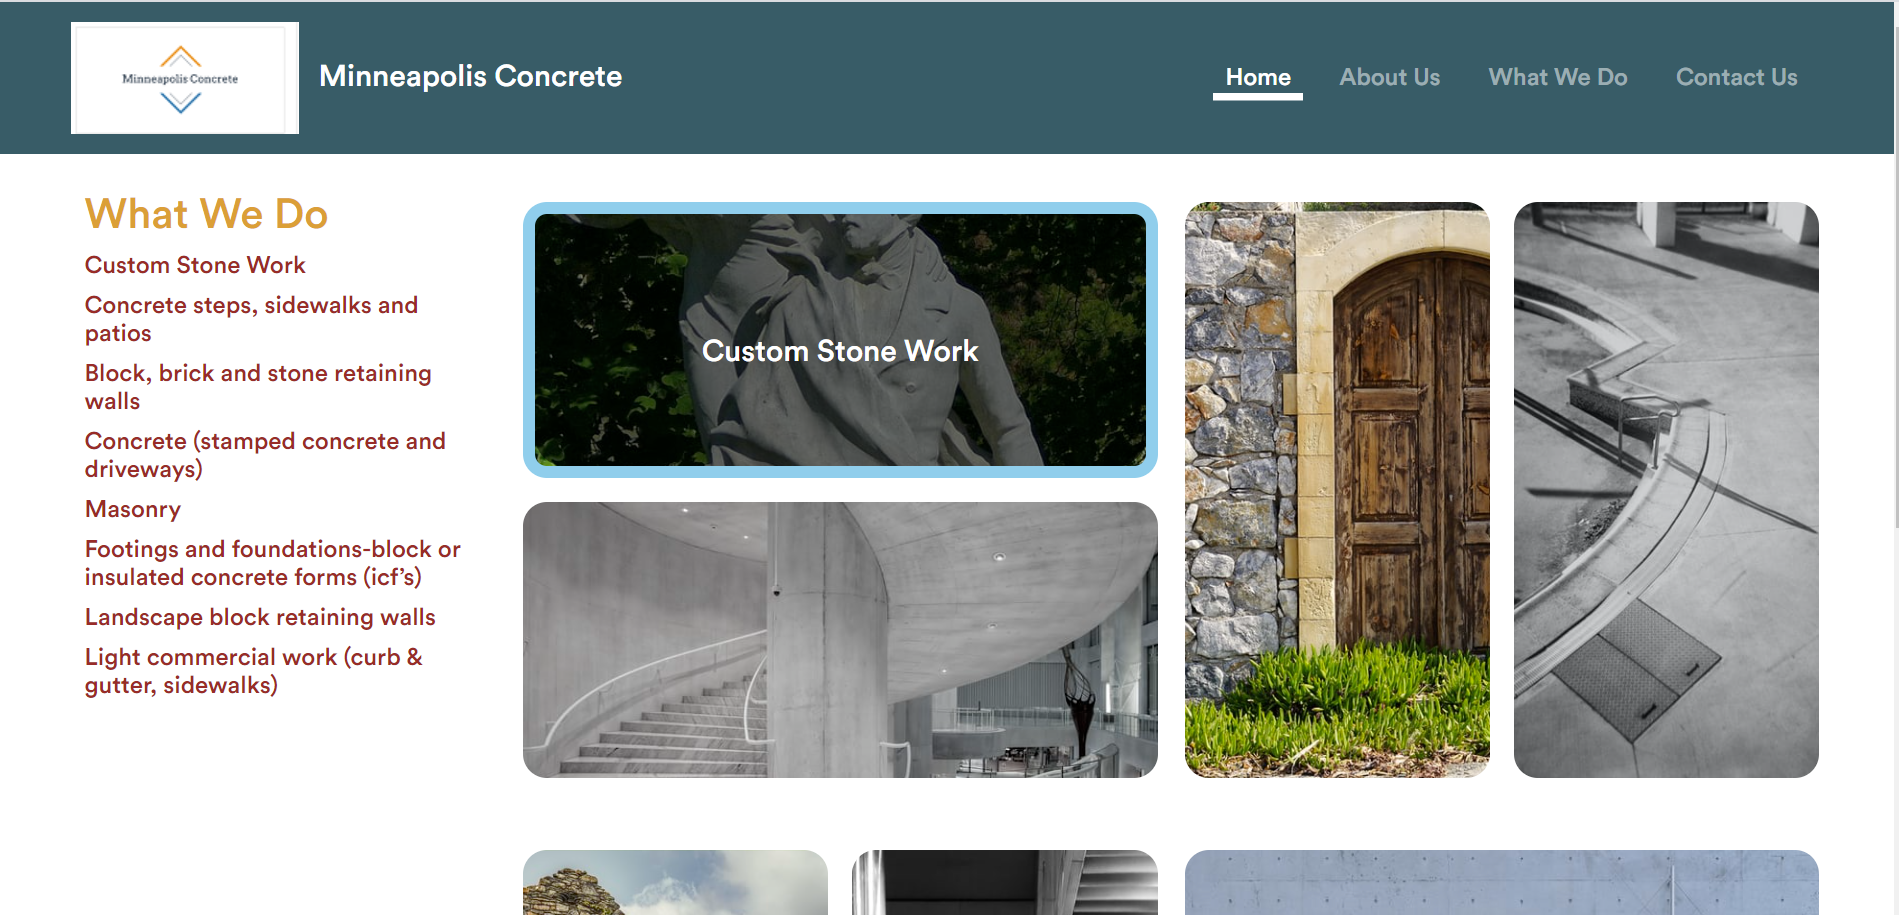 Minneapolis Concrete
Minneapolis Concrete
Home
About Us
What We Do
Contact Us
What We Do
Custom Stone Work
Concrete steps, sidewalks and
patios
Block, brick and stone retaining
walls
Concrete (stamped concrete and
driveways)
Masonry
Footings and foundations-block or
insulated concrete forms (icf’s)
Landscape block retaining walls
Light commercial work (curb &
gutter, sidewalks)
Custom Stone Work